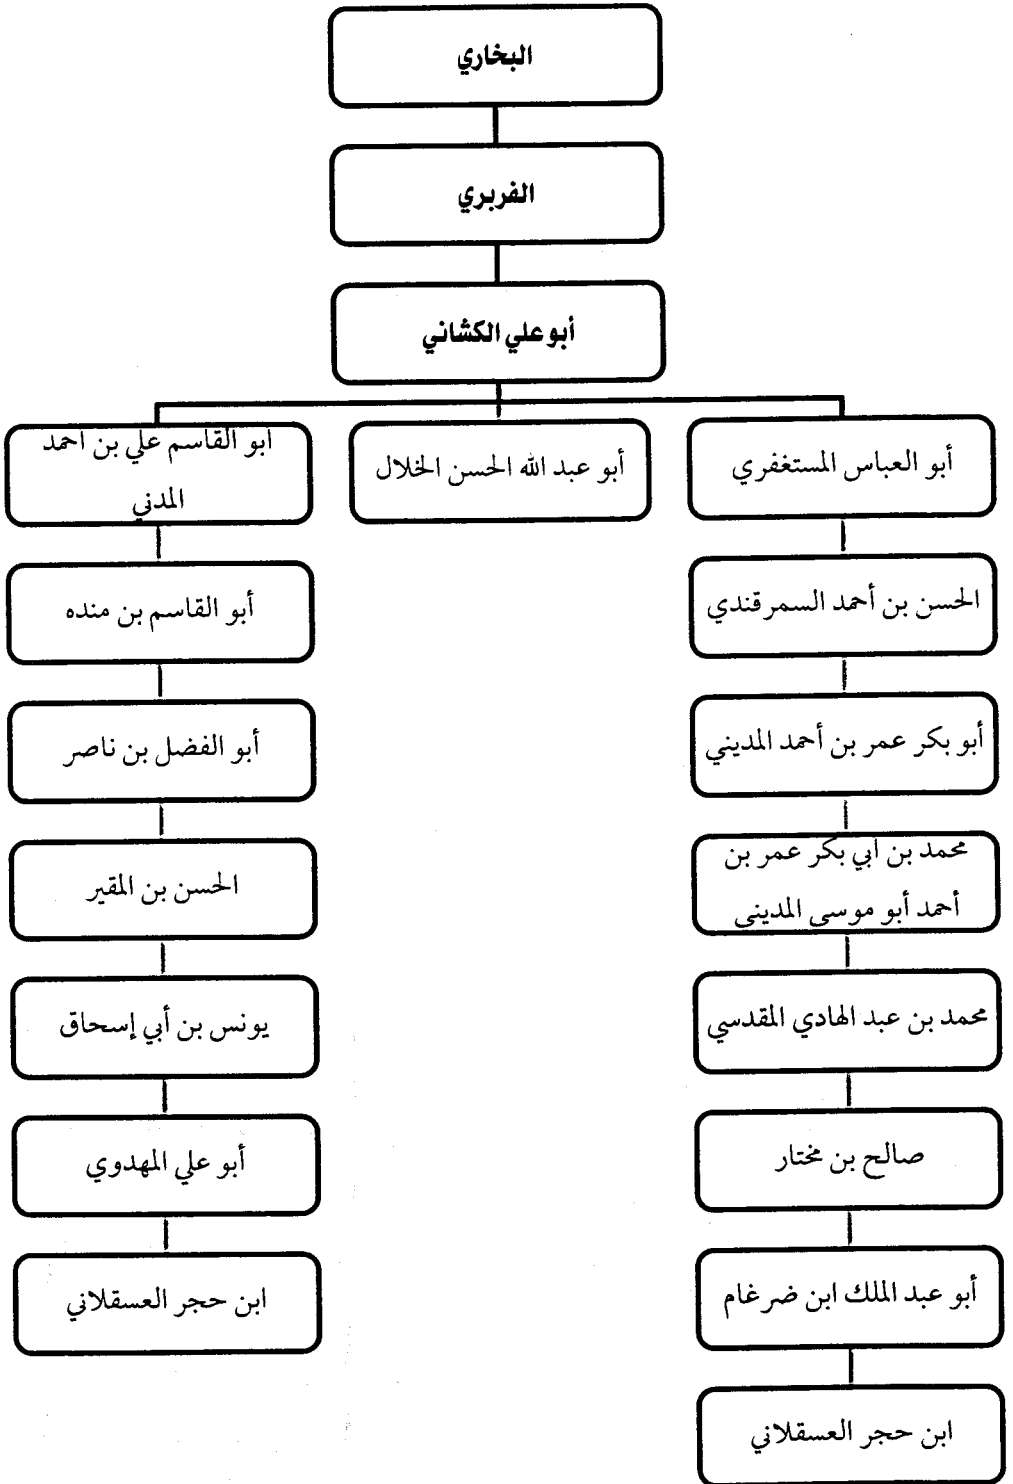 البخاري
الفربري
أبو علي الكشاني
أبو العباس المستغفري
أبو عبد الله الحسن الخلال
أبو القاسم علي بن احمد
المدني
الحسن بن أحمد السمرقندي
أبو القاسم بن منده
أبو بكر عمر بن أحمد المديني
أبو الفضل بن ناصر
محمد بن أبي بكر عمر بن
أحمد أبو موسى المديني
الحسن بن المقير
محمد بن عبد الهادي المقدسي
يونس بن أبي إسحاق
صالح بن مختار
أبو علي المهدوي
أبو عبد الملك ابن ضرغام
ابن حجر العسقلاني
ابن حجر العسقلاني